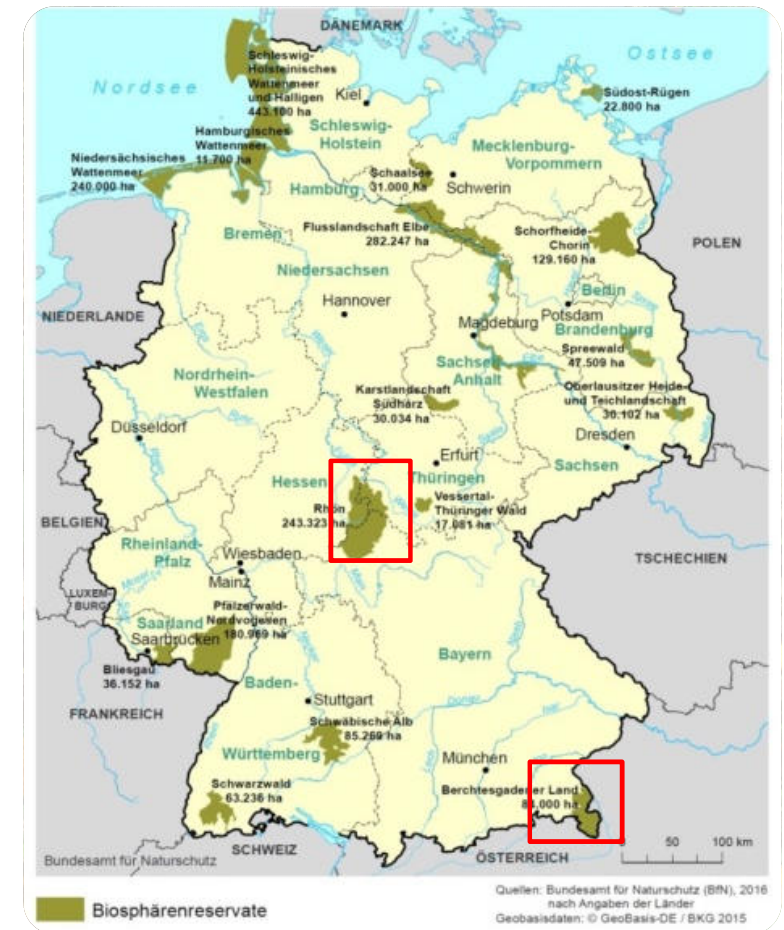 DÄNEMARK
Nordsee
Ostsee
Schleswig-
Holsteinisches
Wattenmeer
und Halligen
443.100 ha
Kiel
Südost-Rügen
22.800 ha
Schleswig-
Holstein
Hamburgisches
Wattenmeer
11.700 ha
Mecklenburg-
Vorpommern
Niedersächsisches
Wattenmeer
240.000 ha
Schaalsee
31.000 ha
Schwerin
Hamburg
Flusslandschaft Elbe
282.247 ha
Schorfheide-
Chorin
129.160 ha
Bremen
POLEN
Niedersachsen
Berlin
Hannover
Potsdam
NIEDERLANDE
Magdeburg
Brandenburg
Spreewald
47.509 ha
Sachsen
Anhalt
Elbe
Nordrhein-
Westfalen
Karstlandschaft
Südharz
30.034 ha
Oberlausitzer Heide-
und Teichlandschaft
30.102 ha
Düsseldorf
Dresden
Erfurt
Sachsen
Hessen
Thüringen
Rhön
243.323 ha
Vessertal-
Thüringer Wald
17.081 ha
BELGIEN
Rheinland-
Pfalz
Wiesbaden
TSCHECHIEN
Mainz
LUXEM-
BURG
Pfälzerwald-
Nordvogesen
180.969 ha
Saarland
Saarbrücken
Bliesgau
36.152 ha
Bayern
Baden-
Donau
FRANKREICH
Stuttgart
Schwäbische Alb
85.269 ha
Württemberg
München
Schwarzwald
63.236 ha
Berchtesgadener Land
84.000 ha
SCHWEIZ
ÖSTERREICH
0 50 100 km
Bundesamt für Naturschutz
Biosphärenreservate
Quellen: Bundesamt für Naturschutz (BfN), 2016
nach Angaben der Länder
Geobasisdaten: © GeoBasis-DE / BKG 2015